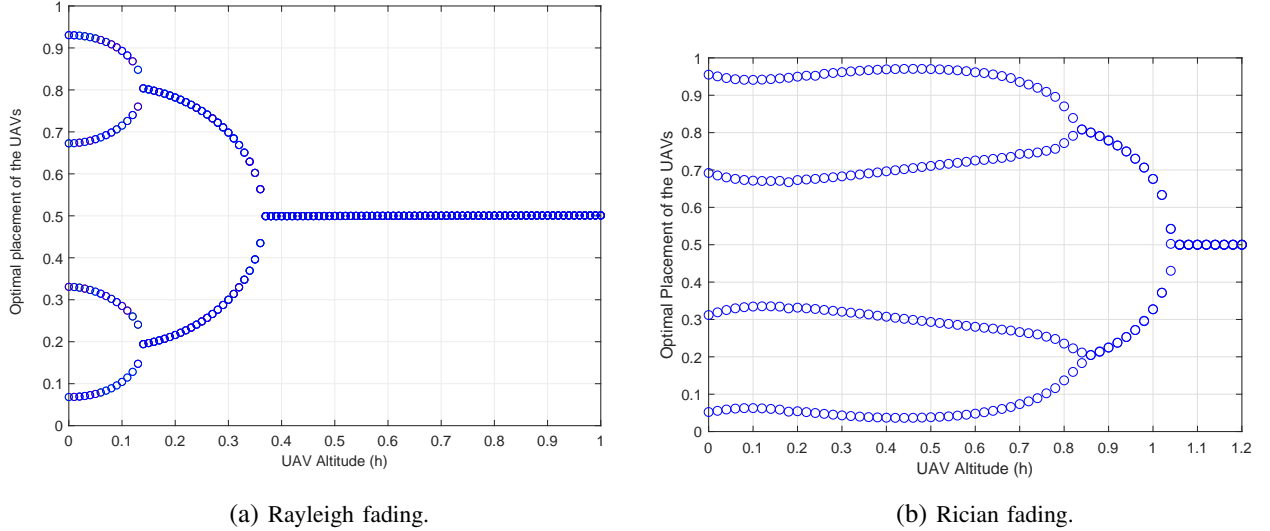 1
0.9
0.8
0.7
0.6
0.5
0.4
0.3
0.2
0.1
0
Optimal placement of the UAVs
0 0.1 0.2 0.3 0.4 0.5 0.6 0.7 0.8 0.9 1
UAV Altitude (h)
(a) Rayleigh fading.
1
0.9
0.8
0.7
0.6
0.5
0.4
0.3
0.2
0.1
0
Optimal Placement of the UAVs
0 0.1 0.2 0.3 0.4 0.5 0.6 0.7 0.8 0.9 1 1.1 1.2
UAV Altitude (h)
(b) Rician fading.